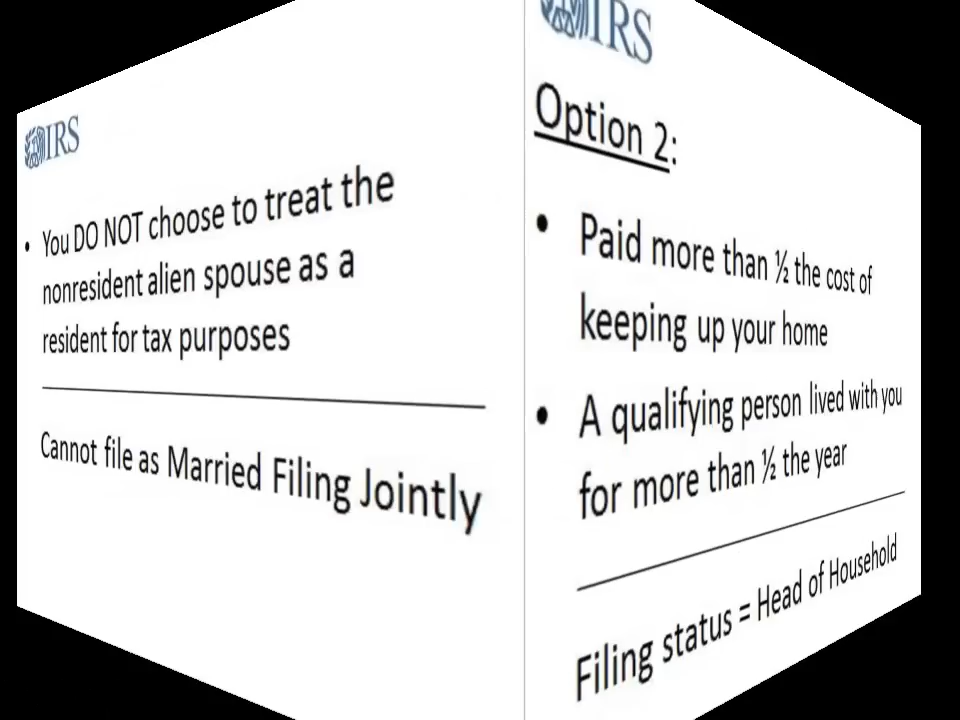 IRS
• You DO NOT choose to treat the
nonresident alien spouse as a
resident for tax purposes
Cannot file as Married Filing Jointly
IRS
Option 2:
• Paid more than ½ the cost of
keeping up your home
• A qualifying person lived with you
for more than ½ the year
Filing status = Head of Household